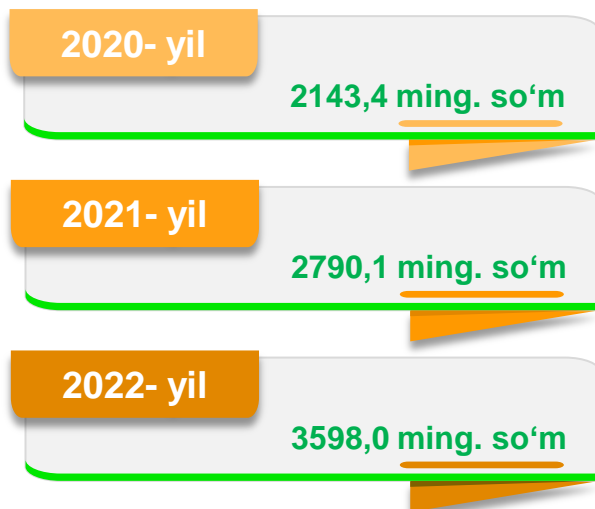 2020- yil
2143,4 ming. so‘m
2021- yil
2790,1 ming. so‘m
2022- yil
3598,0 ming. so‘m